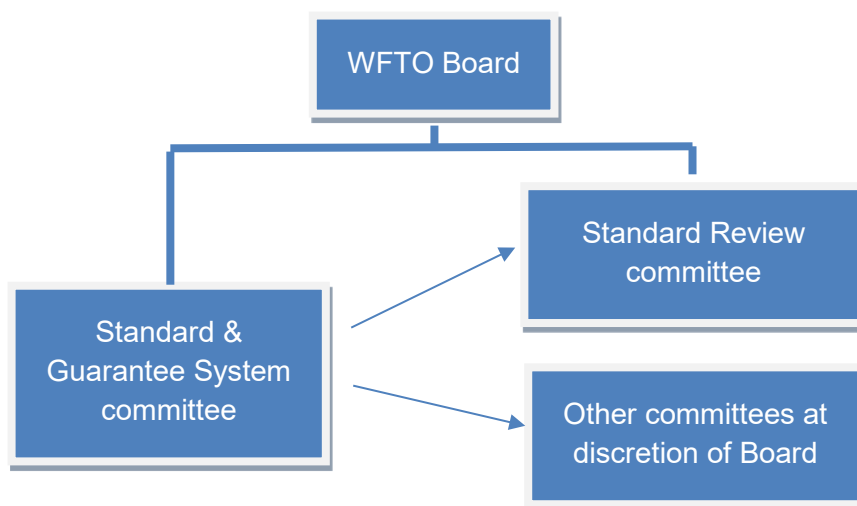 WFTO Board
Standard Review
committee
Standard &
Guarantee System
committee
Other committees at
discretion of Board